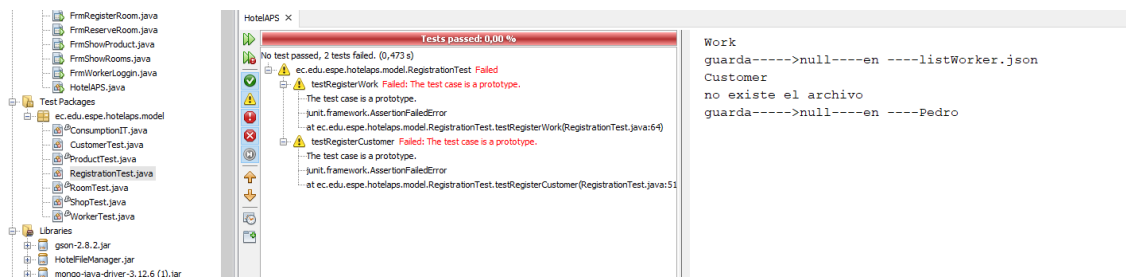 FrmRegisterRoom.java
FrmReserveRoom.java
FrmShowProduct.java
FrmShowRooms.java
FrmWorkerLoggin.java
HotelAPS.java
Test Packages
ec.edu.espe.hotelaps.model
ConsumptionIT.java
CustomerTest.java
ProductTest.java
RegistrationTest.java
RoomTest.java
ShopTest.java
WorkerTest.java
Libraries
gson-2.8.2.jar
HotelFileManager.jar
mongo-java-driver-3.12.6 (1).jar
HotelAPS
Tests passed: 0,00 %
No test passed, 2 tests failed. (0,473 s)
ec.edu.espe.hotelaps.model.RegistrationTest Failed
testRegisterWork Failed: The test case is a prototype.
The test case is a prototype.
junit.framework.AssertionFailedError
at ec.edu.espe.hotelaps.model.RegistrationTest.testRegisterWork(RegistrationTest.java:64)
testRegisterCustomer Failed: The test case is a prototype.
The test case is a prototype.
junit.framework.AssertionFailedError
at ec.edu.espe.hotelaps.model.RegistrationTest.testRegisterCustomer(RegistrationTest.java:51
Work
guarda----->null----en ----listWorker.json
Customer
no existe el archivo
guarda----->null----en ----Pedro